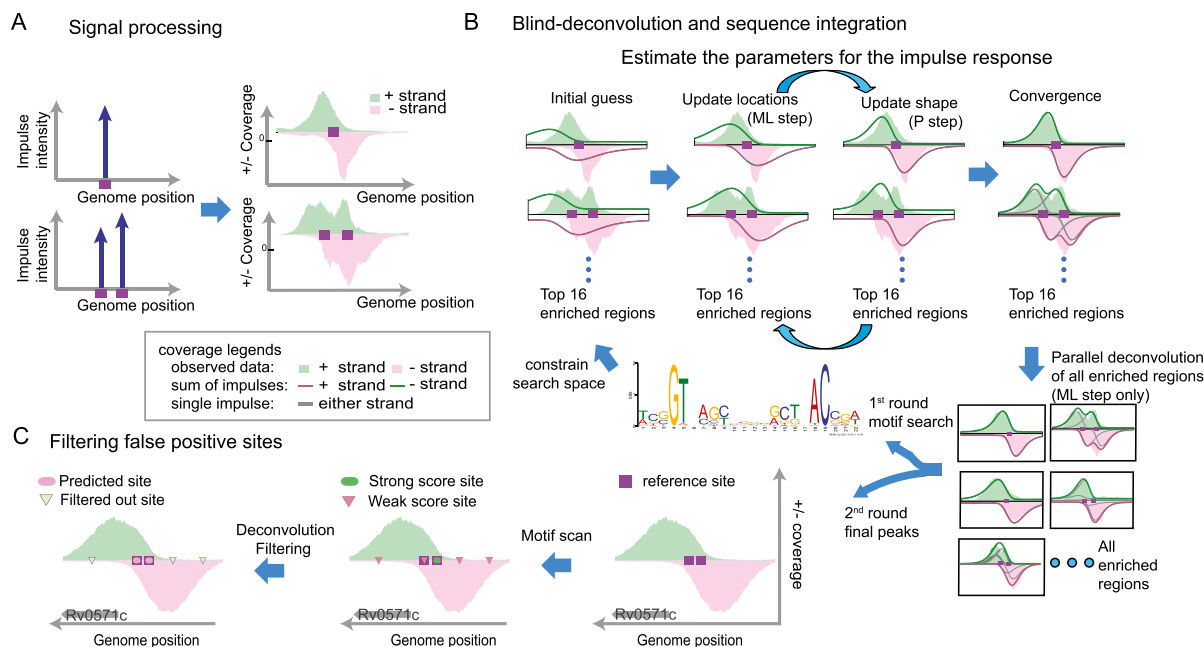 A
Signal processing
Impulse
intensity
Genome position
+/- Coverage
0
+ strand
- strand
Genome position
Impulse
intensity
Genome position
+/- Coverage
0
Genome position
coverage legends
observed data: + strand - strand
sum of impulses: + strand - strand
single impulse: either strand
B
Blind-deconvolution and sequence integration
Estimate the parameters for the impulse response
Initial guess
Update locations
(ML step)
Update shape
(P step)
Convergence
Top 16
enriched regions
Top 16
enriched regions
Top 16
enriched regions
Top 16
enriched regions
constrain
search space
GT AGC GCT AC
1st round
motif search
2nd round
final peaks
Parallel deconvolution
of all enriched regions
(ML step only)
All
enriched
regions
C
Filtering false positive sites
Predicted site
Filtered out site
Rv0571c
Genome position
Deconvolution
Filtering
Strong score site
Weak score site
Rv0571c
Genome position
Motif scan
reference site
+/- coverage
Rv0571c
Genome position